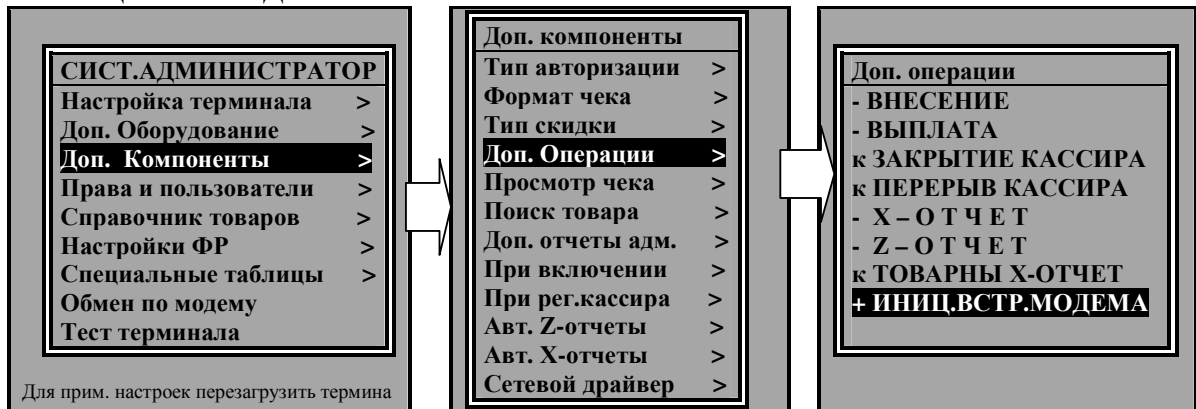 СИСТ.АДМИНИСТРАТОР
Настройка терминала >
Доп. Оборудование >
Доп. Компоненты >
Права и пользователи >
Справочник товаров >
Настройки ФР >
Специальные таблицы >
Обмен по модему
Тест терминала
Для прим. настроек перезагрузить термина
Доп. компоненты
Тип авторизации >
Формат чека >
Тип скидки >
Доп. Операции >
Просмотр чека >
Поиск товара >
Доп. отчеты адм. >
При включении >
При рег.кассира >
Авт. Z-отчеты >
Авт. X-отчеты >
Сетевой драйвер >
Доп. операции
- ВНЕСЕНИЕ
- ВЫПЛАТА
к ЗАКРЫТИЕ КАССИРА
к ПЕРЕРЫВ КАССИРА
- X – О Т Ч Е Т
- Z – О Т Ч Е Т
к ТОВАРНЫ X-ОТЧЕТ
+ ИНИЦ.ВСТР.МОДЕМА